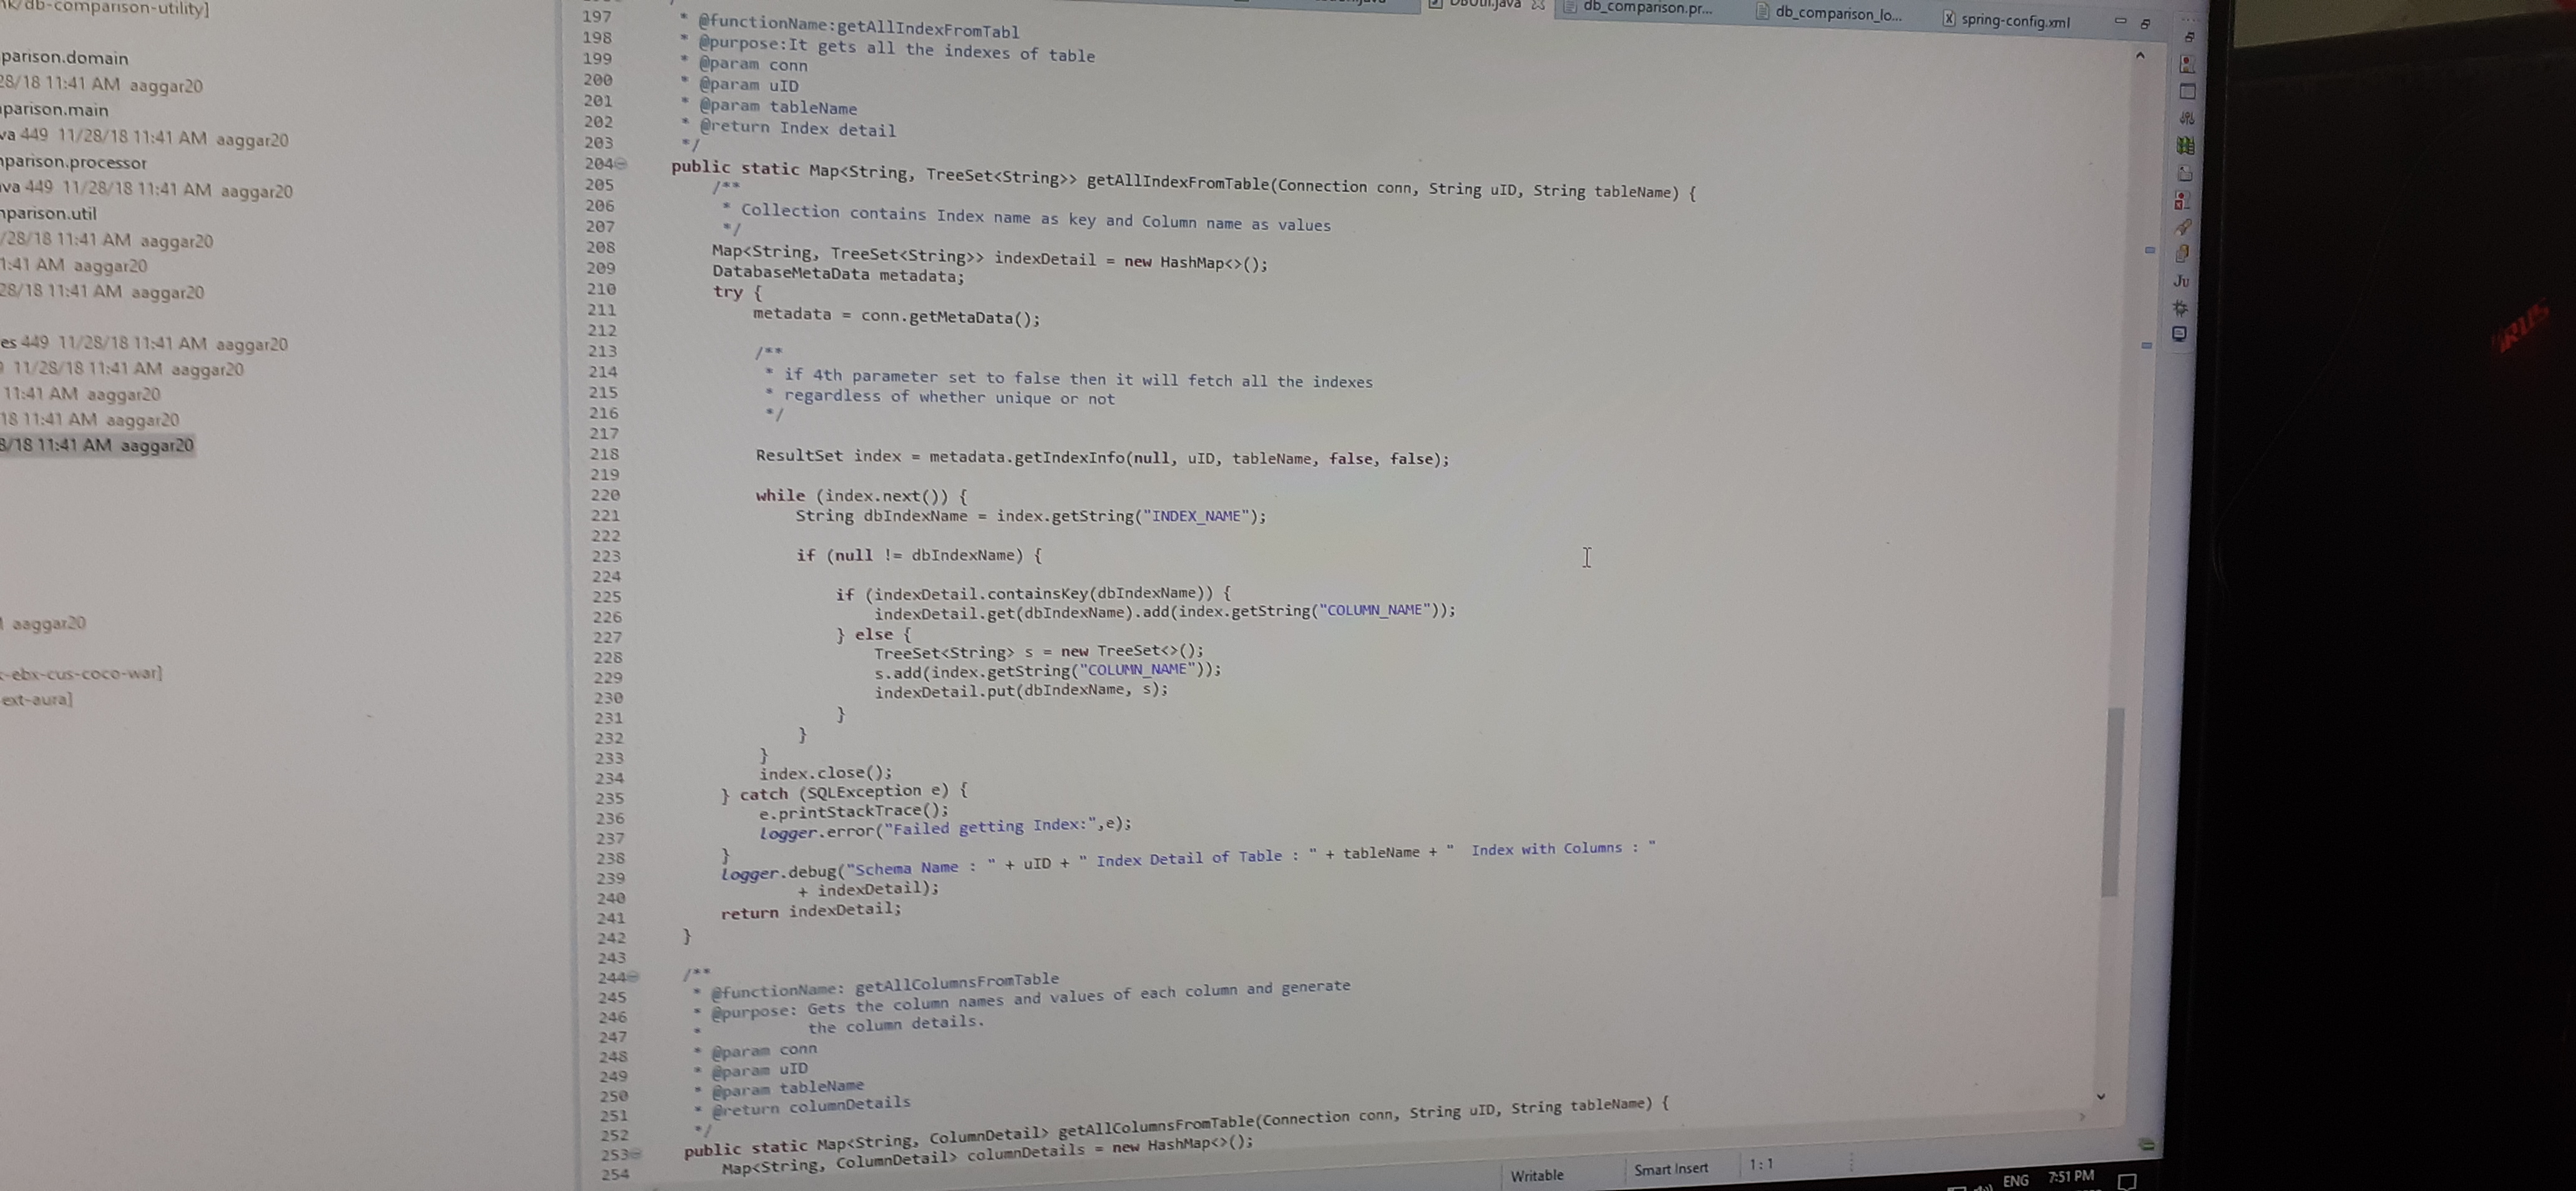 nk/db-comparison-utility]
parison.domain
28/18 11:41 AM aaggar20
parison.main
va 449 11/28/18 11:41 AM aaggar20
parison.processor
ava 449 11/28/18 11:41 AM aaggar20
nparison.util
/28/18 11:41 AM aaggar20
1:41 AM aaggar20
28/18 11:41 AM aaggar20
es 449 11/28/18 11:41 AM aaggar20
11/28/18 11:41 AM aaggar20
11:41 AM aaggar20
18 11:41 AM aaggar20
8/18 11:41 AM aaggar20
aaggar20
-ebx-cus-coco-war]
ext-aura]
DBUtil.java db_comparison.pr... db_comparison_lo... spring-config.xml
197 * @functionName:getAllIndexFromTabl
198 * @purpose:It gets all the indexes of table
199 * @param conn
200 * @param uID
201 * @param tableName
202 * @return Index detail
203 */
204 public static Map<String, TreeSet<String>> getAllIndexFromTable(Connection conn, String uID, String tableName) {
205 /**
206 * Collection contains Index name as key and Column name as values
207 */
208 Map<String, TreeSet<String>> indexDetail = new HashMap<>();
209 DatabaseMetaData metadata;
210 try {
211 metadata = conn.getMetaData();
212
213 /**
214 * if 4th parameter set to false then it will fetch all the indexes
215 * regardless of whether unique or not
216 */
217
218 ResultSet index = metadata.getIndexInfo(null, uID, tableName, false, false);
219
220 while (index.next()) {
221 String dbIndexName = index.getString("INDEX_NAME");
222
223 if (null != dbIndexName) {
224
225 if (indexDetail.containsKey(dbIndexName)) {
226 indexDetail.get(dbIndexName).add(index.getString("COLUMN_NAME"));
227 } else {
228 TreeSet<String> s = new TreeSet<>();
229 s.add(index.getString("COLUMN_NAME"));
230 indexDetail.put(dbIndexName, s);
231 }
232 }
233 }
234 index.close();
235 } catch (SQLException e) {
236 e.printStackTrace();
237 logger.error("Failed getting Index:",e);
238 }
239 logger.debug("Schema Name : " + uID + " Index Detail of Table : " + tableName + "  Index with Columns : "
240 + indexDetail);
241 return indexDetail;
242 }
243
244 /**
245 * @functionName: getAllColumnsFromTable
246 * @purpose: Gets the column names and values of each column and generate
247 * the column details.
248 * @param conn
249 * @param uID
250 * @param tableName
251 * @return columnDetails
252 */
253 public static Map<String, ColumnDetail> getAllColumnsFromTable(Connection conn, String uID, String tableName) {
254 Map<String, ColumnDetail> columnDetails = new HashMap<>();
Ju
Writable Smart Insert 1:1
ENG 7:51 PM